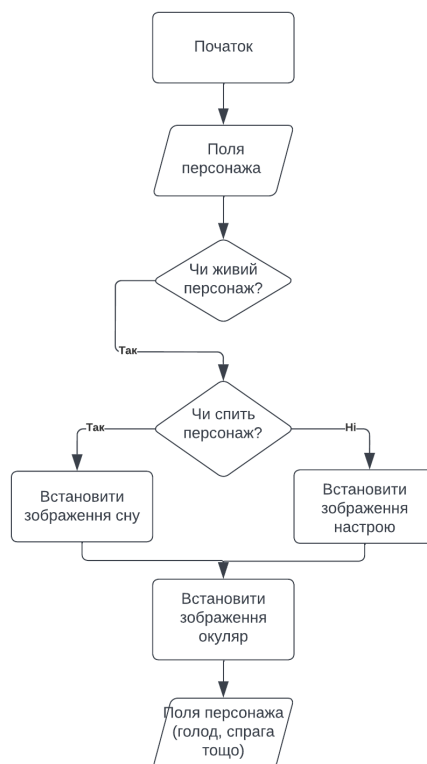 Початок
Поля
персонажа
Чи живий
персонаж?
Так
Чи спить
персонаж?
Так
Ні
Встановити
зображення сну
Встановити
зображення
настрою
Встановити
зображення
окуляр
Поля персонажа
(голод, спрага
тощо)